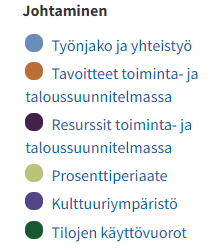 Johtaminen
Työnjako ja yhteistyö
Tavoitteet toiminta- ja
taloussuunnitelmassa
Resurssit toiminta- ja
taloussuunnitelmassa
Prosenttiperiaate
Kulttuuriympäristö
Tilojen käyttövuorot